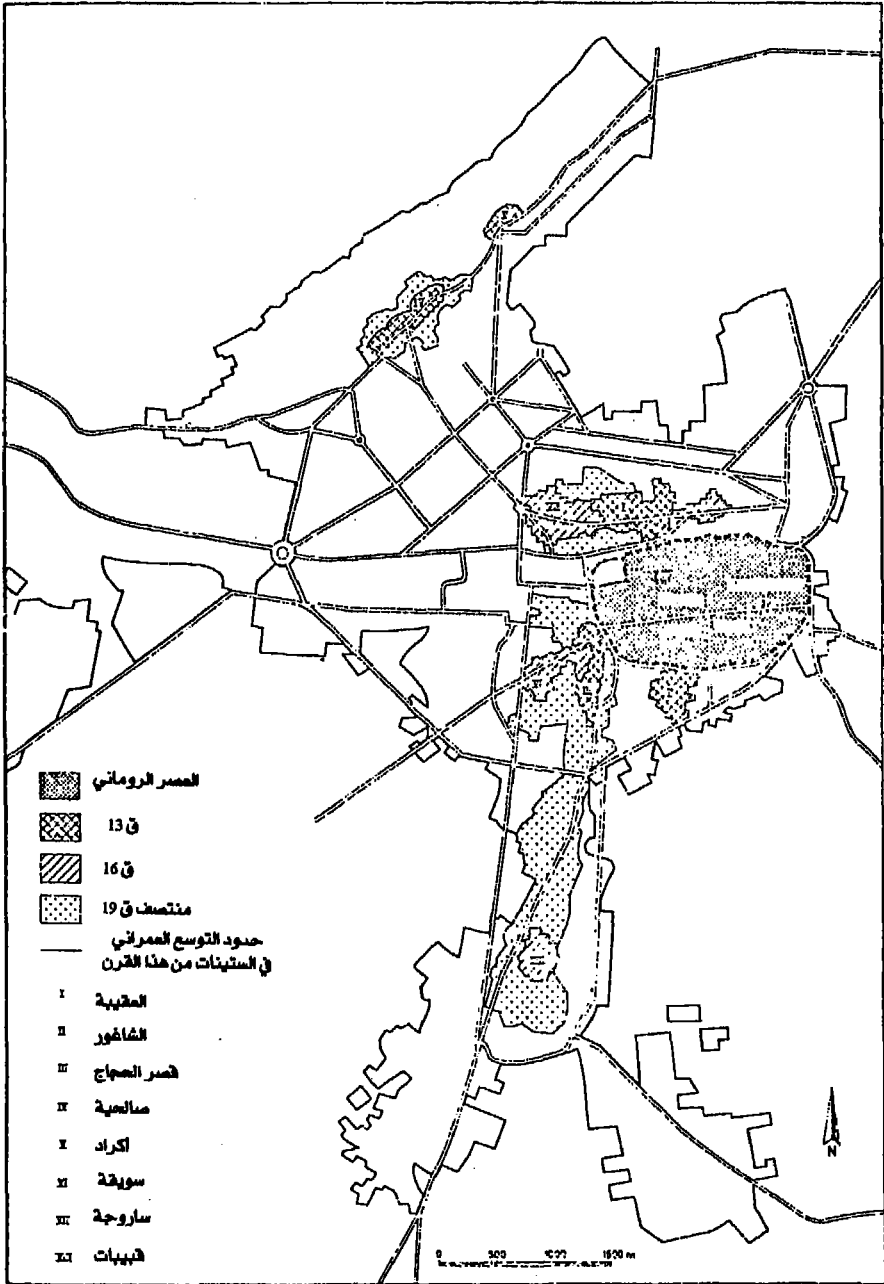 العصر الروماني
ق 13
ق 16
منتصف ق 19
حدود التوسع العمراني
في الستينات من هذا القرن
I العقيبة
II الشاغور
III قصر الحجاج
IV صالحية
V أكراد
VI سويقة
VII ساروجة
VIII قبيبات
0 500 1000 1500 m
N